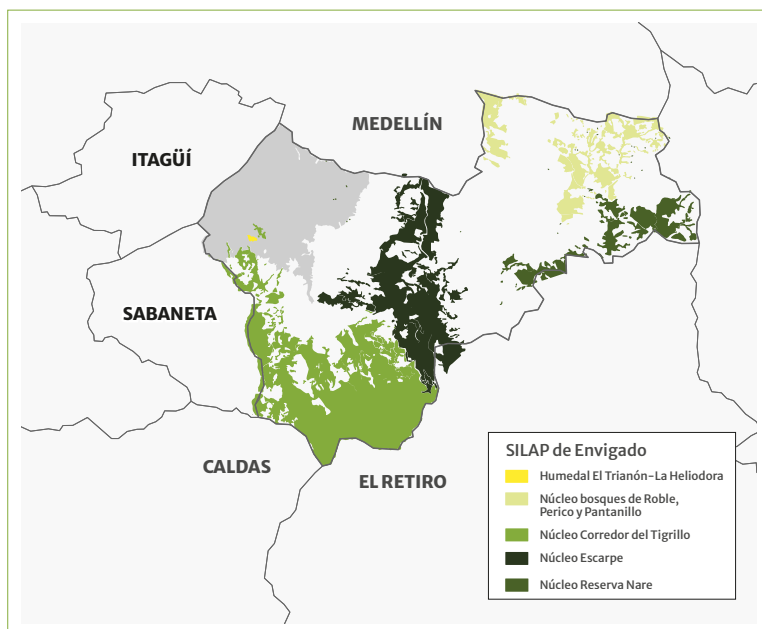 MEDELLÍN
ITAGÜÍ
SABANETA
CALDAS
EL RETIRO
SILAP de Envigado
Humedal El Trianón-La Heliodora
Núcleo bosques de Roble,
Perico y Pantanillo
Núcleo Corredor del Tigrillo
Núcleo Escarpe
Núcleo Reserva Nare